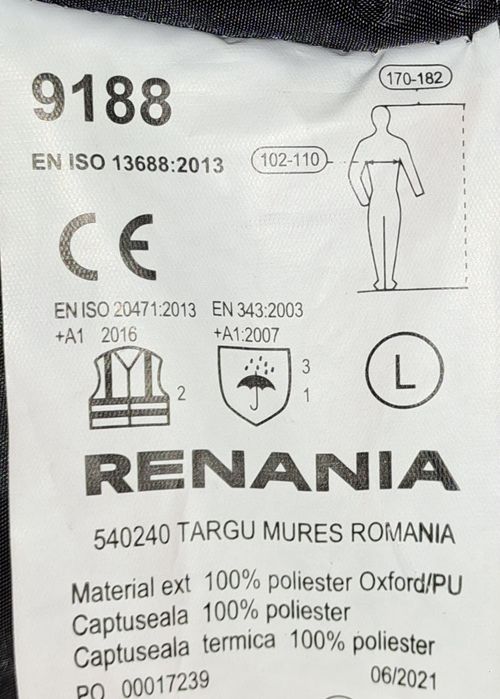 170-182
9188
EN ISO 13688:2013
102-110
CE
EN ISO 20471:2013 EN 343:2003
+A1 2016 +A1:2007
2
3
1
L
RENANIA
540240 TARGU MURES ROMANIA
Material ext 100% poliester Oxford/PU
Captuseala 100% poliester
Captuseala termica 100% poliester
PO 00017239 06/2021